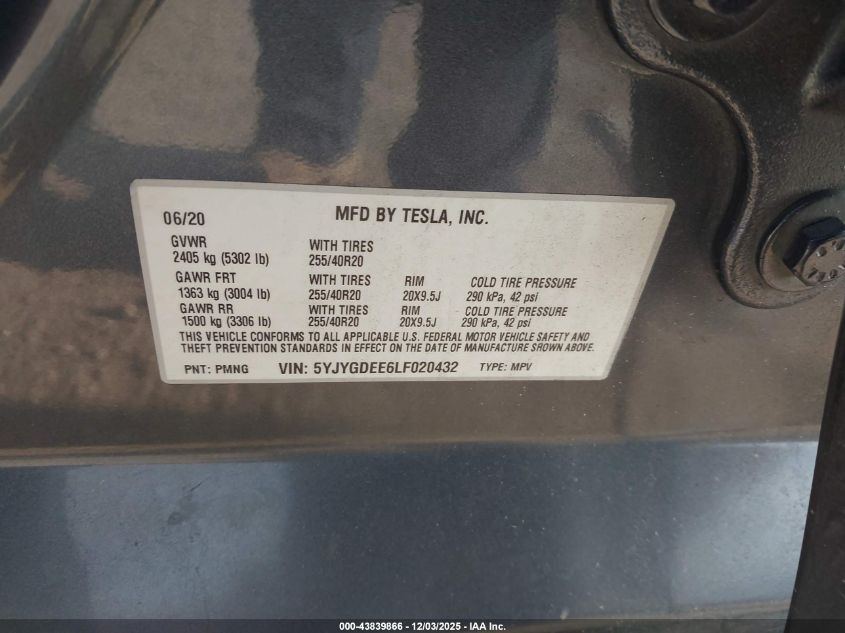 06/20 MFD BY TESLA, INC.
GVWR
2405 kg (5302 lb) WITH TIRES 255/40R20
GAWR FRT WITH TIRES RIM COLD TIRE PRESSURE
1363 kg (3004 lb) 255/40R20 20X9.5J 290 kPa, 42 psi
GAWR RR WITH TIRES RIM COLD TIRE PRESSURE
1500 kg (3306 lb) 255/40R20 20X9.5J 290 kPa, 42 psi
THIS VEHICLE CONFORMS TO ALL APPLICABLE U.S. FEDERAL MOTOR VEHICLE SAFETY AND
THEFT PREVENTION STANDARDS IN EFFECT ON THE DATE OF MANUFACTURE SHOWN ABOVE.
PNT: PMNG VIN: 5YJYGDEE6LF020432 TYPE: MPV
000-43839866 - 12/03/2025 - IAA Inc.